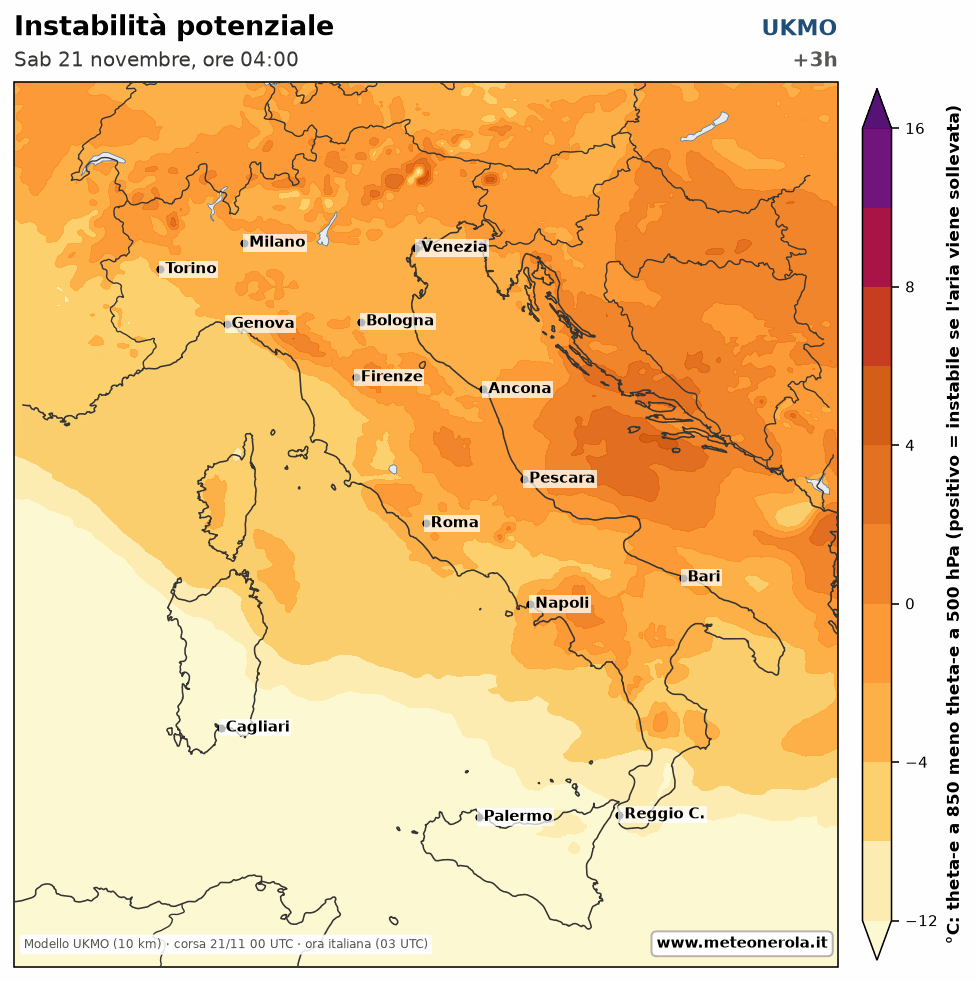 Instabilità potenziale
UKMO
Sab 21 novembre, ore 04:00
+3h
16
8
4
0
−4
−12
°C: theta-e a 850 meno theta-e a 500 hPa (positivo = instabile se l'aria viene sollevata)
Milano
Venezia
Torino
Genova
Bologna
Firenze
Ancona
Pescara
Roma
Bari
Napoli
Cagliari
Palermo
Reggio C.
Modello UKMO (10 km) · corsa 21/11 00 UTC · ora italiana (03 UTC)
www.meteonerola.it